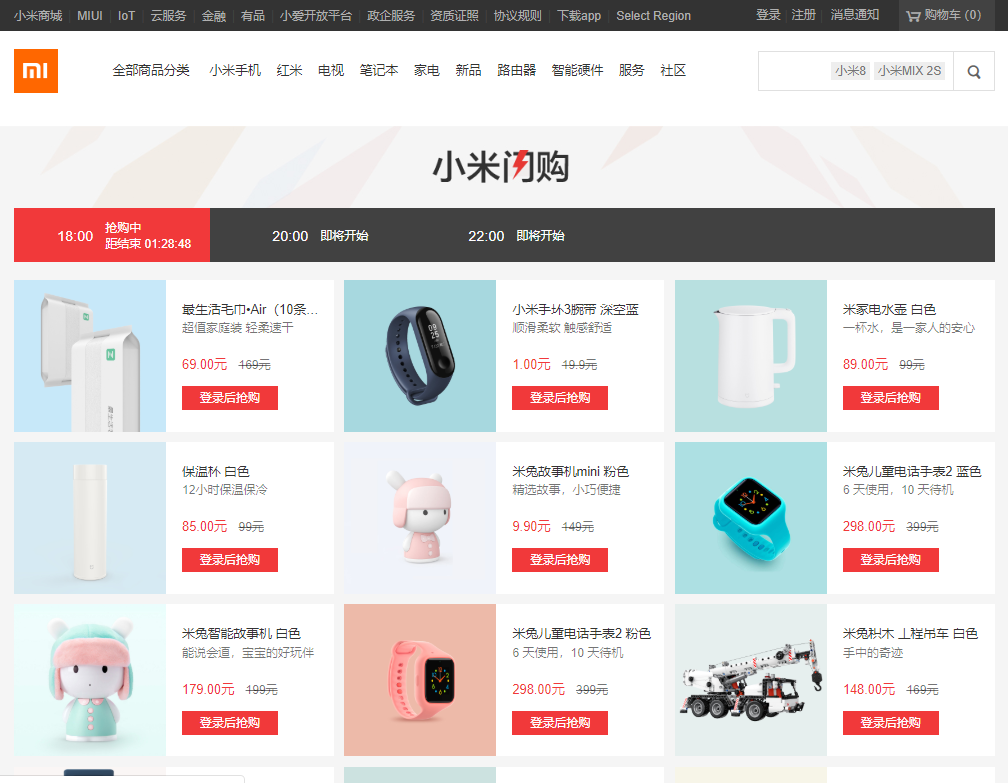 小米商城 MIUI IoT 云服务 金融 有品 小爱开放平台 政企服务 资质证照 协议规则 下载app Select Region 登录 注册 消息通知 购物车 (0)
全部商品分类 小米手机 红米 电视 笔记本 家电 新品 路由器 智能硬件 服务 社区 小米8 小米MIX 2S
小米闪购
18:00 抢购中
距结束 01:28:48
20:00 即将开始
22:00 即将开始
最生活毛巾•Air（10条…
超值家庭装 轻柔速干
69.00元 169元
登录后抢购
小米手环3腕带 深空蓝
顺滑柔软 触感舒适
1.00元 19.9元
登录后抢购
米家电水壶 白色
一杯水，是一家人的安心
89.00元 99元
登录后抢购
保温杯 白色
12小时保温保冷
85.00元 99元
登录后抢购
米兔故事机mini 粉色
精选故事，小巧便捷
9.90元 149元
登录后抢购
米兔儿童电话手表2 蓝色
6 天使用，10 天待机
298.00元 399元
登录后抢购
米兔智能故事机 白色
能说会逗，宝宝的好玩伴
179.00元 199元
登录后抢购
米兔儿童电话手表2 粉色
6 天使用，10 天待机
298.00元 399元
登录后抢购
米兔积木 工程吊车 白色
手中的奇迹
148.00元 169元
登录后抢购